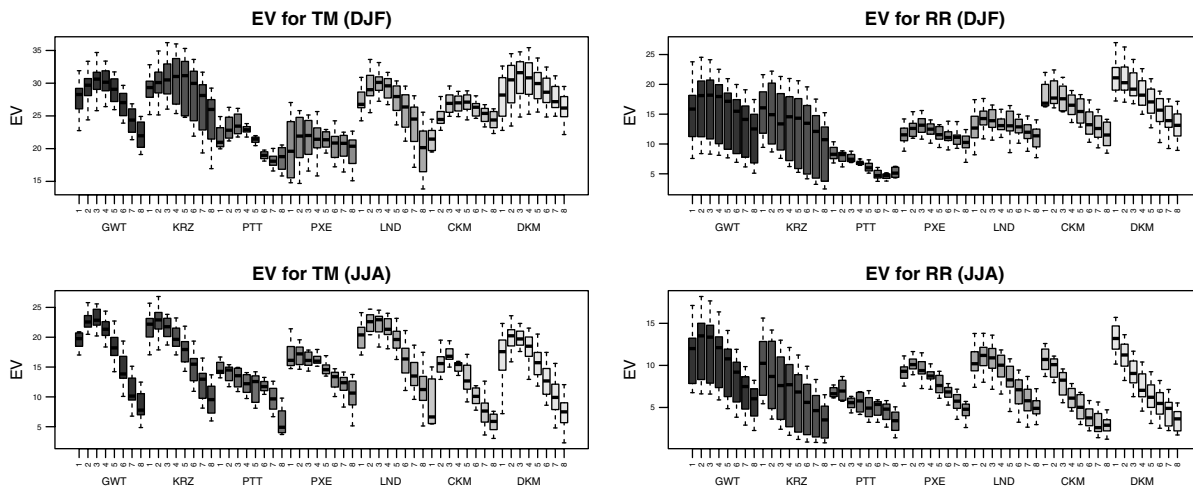 EV for TM (DJF)
EV
35
30
25
20
15
1 2 3 4 5 6 7 8 1 2 3 4 5 6 7 8 1 2 3 4 5 6 7 8 1 2 3 4 5 6 7 8 1 2 3 4 5 6 7 8 1 2 3 4 5 6 7 8 1 2 3 4 5 6 7 8
GWT KRZ PTT PXE LND CKM DKM
EV for RR (DJF)
EV
25
20
15
10
5
1 2 3 4 5 6 7 8 1 2 3 4 5 6 7 8 1 2 3 4 5 6 7 8 1 2 3 4 5 6 7 8 1 2 3 4 5 6 7 8 1 2 3 4 5 6 7 8 1 2 3 4 5 6 7 8
GWT KRZ PTT PXE LND CKM DKM
EV for TM (JJA)
EV
25
20
15
10
5
1 2 3 4 5 6 7 8 1 2 3 4 5 6 7 8 1 2 3 4 5 6 7 8 1 2 3 4 5 6 7 8 1 2 3 4 5 6 7 8 1 2 3 4 5 6 7 8 1 2 3 4 5 6 7 8
GWT KRZ PTT PXE LND CKM DKM
EV for RR (JJA)
EV
15
10
5
1 2 3 4 5 6 7 8 1 2 3 4 5 6 7 8 1 2 3 4 5 6 7 8 1 2 3 4 5 6 7 8 1 2 3 4 5 6 7 8 1 2 3 4 5 6 7 8 1 2 3 4 5 6 7 8
GWT KRZ PTT PXE LND CKM DKM